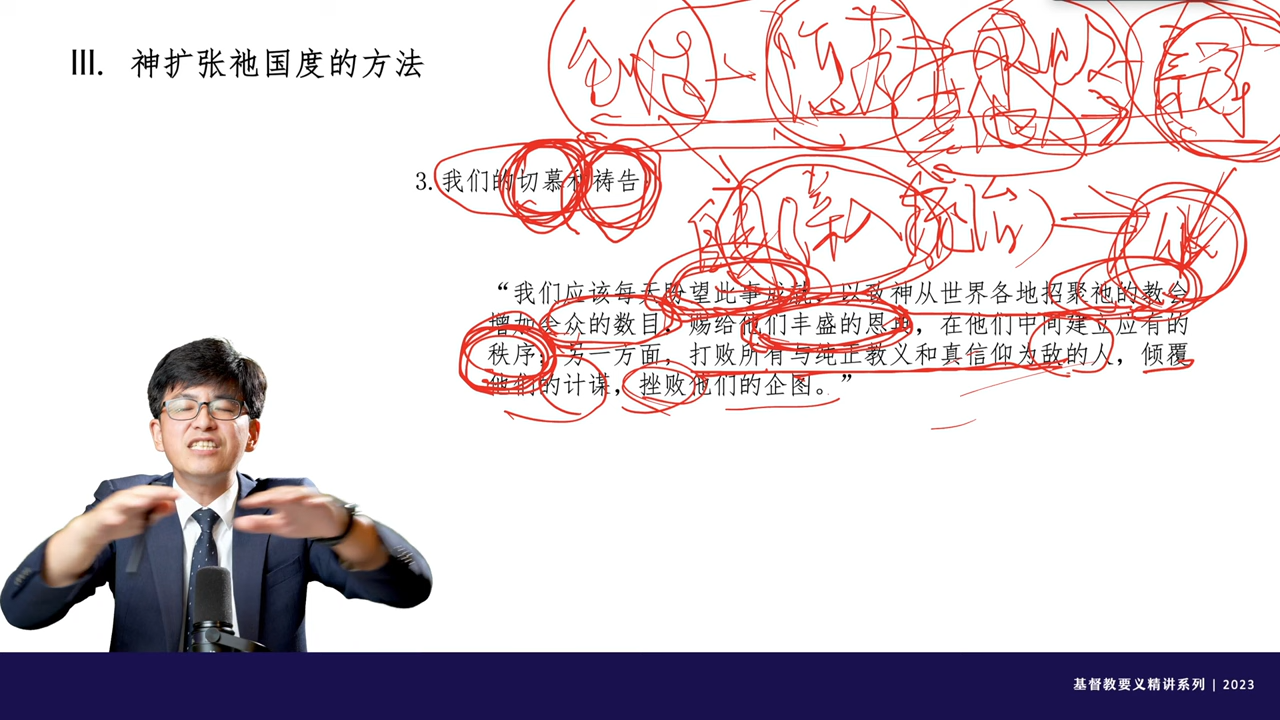 III. 神扩张祂国度的方法
3. 我们的切慕和祷告
“我们应该每天盼望此事成就，以致神从世界各地招聚祂的教会
增加会众的数目，赐给他们丰盛的恩典，在他们中间建立应有的
秩序；另一方面，打败所有与纯正教义和真信仰为敌的人，倾覆
他们的计谋，挫败他们的企图。”
基督教要义精讲系列 | 2023